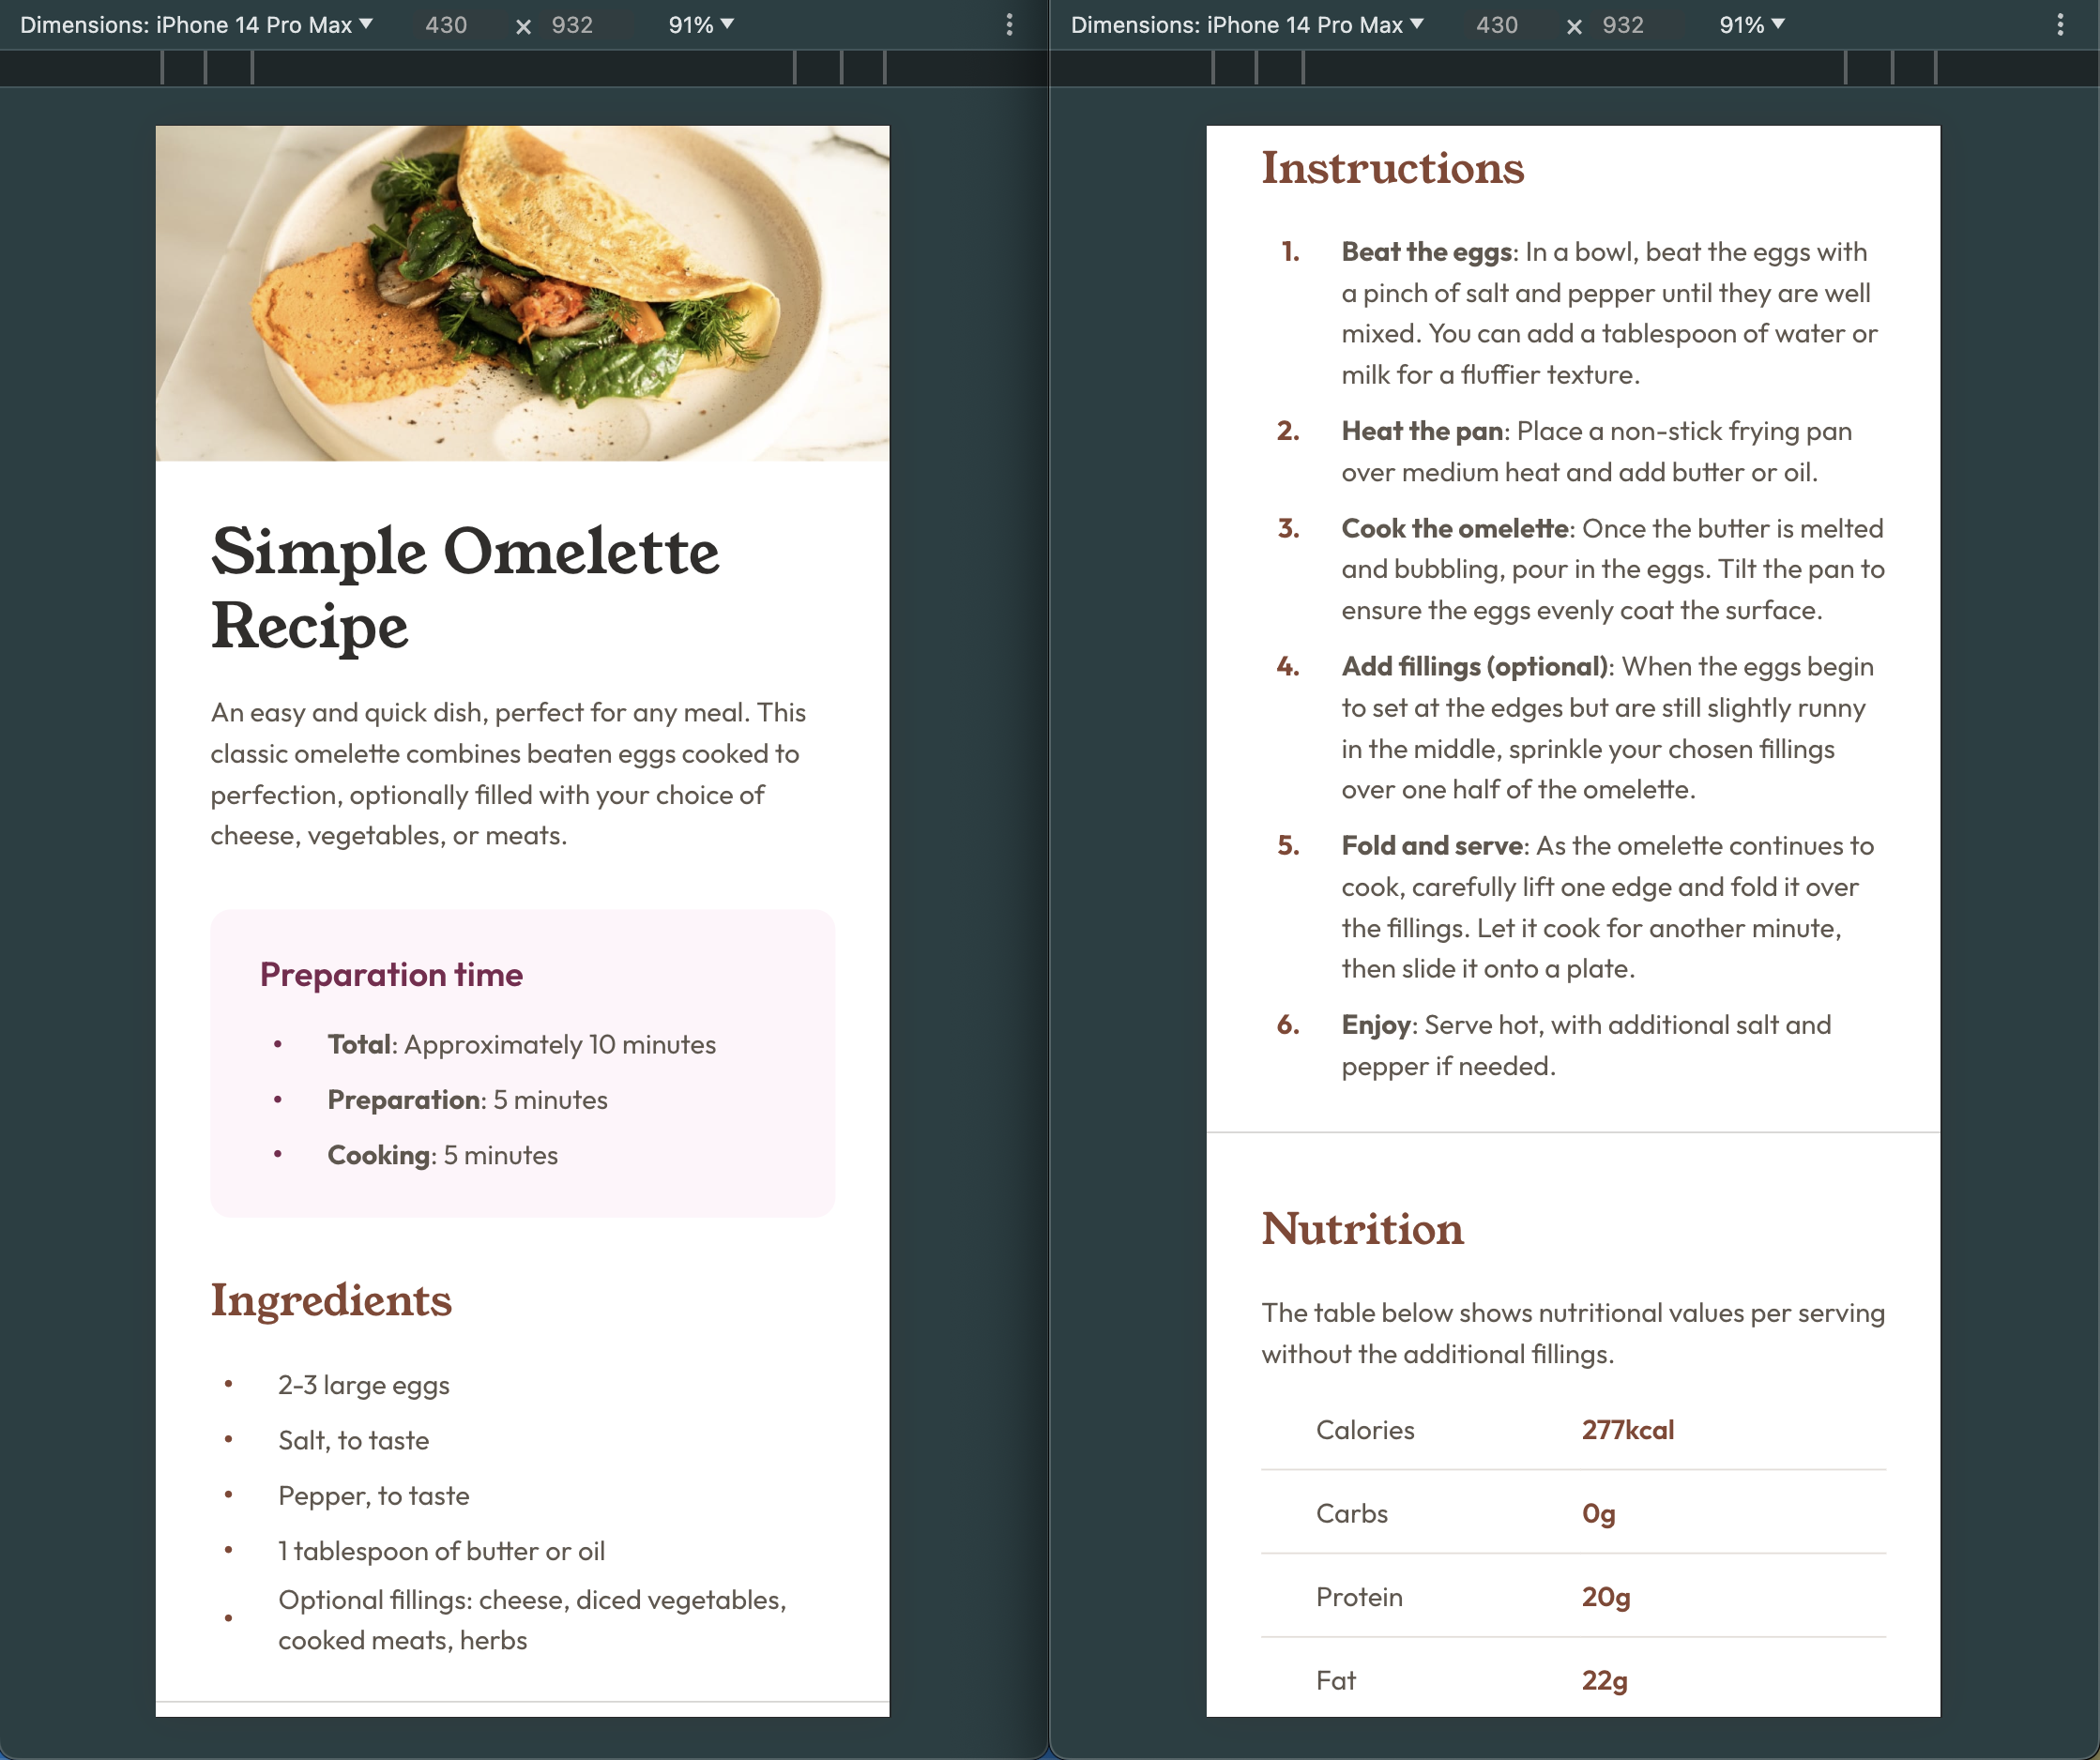 Dimensions: iPhone 14 Pro Max ▼ 430 × 932 91% ▼
Simple Omelette
Recipe
An easy and quick dish, perfect for any meal. This
classic omelette combines beaten eggs cooked to
perfection, optionally filled with your choice of
cheese, vegetables, or meats.
Preparation time
• Total: Approximately 10 minutes
• Preparation: 5 minutes
• Cooking: 5 minutes
Ingredients
• 2-3 large eggs
• Salt, to taste
• Pepper, to taste
• 1 tablespoon of butter or oil
• Optional fillings: cheese, diced vegetables,
cooked meats, herbs
Dimensions: iPhone 14 Pro Max ▼ 430 × 932 91% ▼
Instructions
1. Beat the eggs: In a bowl, beat the eggs with
a pinch of salt and pepper until they are well
mixed. You can add a tablespoon of water or
milk for a fluffier texture.
2. Heat the pan: Place a non-stick frying pan
over medium heat and add butter or oil.
3. Cook the omelette: Once the butter is melted
and bubbling, pour in the eggs. Tilt the pan to
ensure the eggs evenly coat the surface.
4. Add fillings (optional): When the eggs begin
to set at the edges but are still slightly runny
in the middle, sprinkle your chosen fillings
over one half of the omelette.
5. Fold and serve: As the omelette continues to
cook, carefully lift one edge and fold it over
the fillings. Let it cook for another minute,
then slide it onto a plate.
6. Enjoy: Serve hot, with additional salt and
pepper if needed.
Nutrition
The table below shows nutritional values per serving
without the additional fillings.
Calories 277kcal
Carbs 0g
Protein 20g
Fat 22g